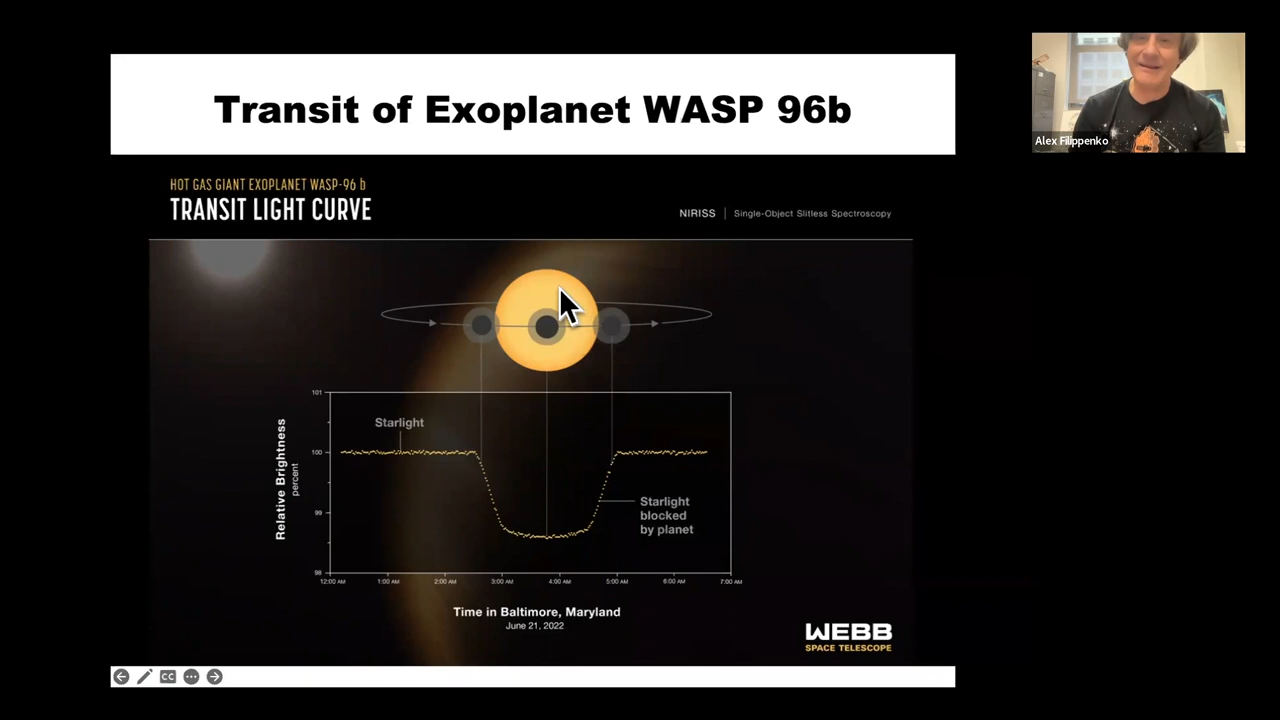 Transit of Exoplanet WASP 96b
Alex Filippenko
HOT GAS GIANT EXOPLANET WASP-96 b
TRANSIT LIGHT CURVE
NIRISS | Single-Object Slitless Spectroscopy
101
100
99
98
Relative Brightness
percent
Starlight
Starlight
blocked
by planet
12:00 AM 1:00 AM 2:00 AM 3:00 AM 4:00 AM 5:00 AM 6:00 AM 7:00 AM
Time in Baltimore, Maryland
June 21, 2022
WEBB
SPACE TELESCOPE
CC